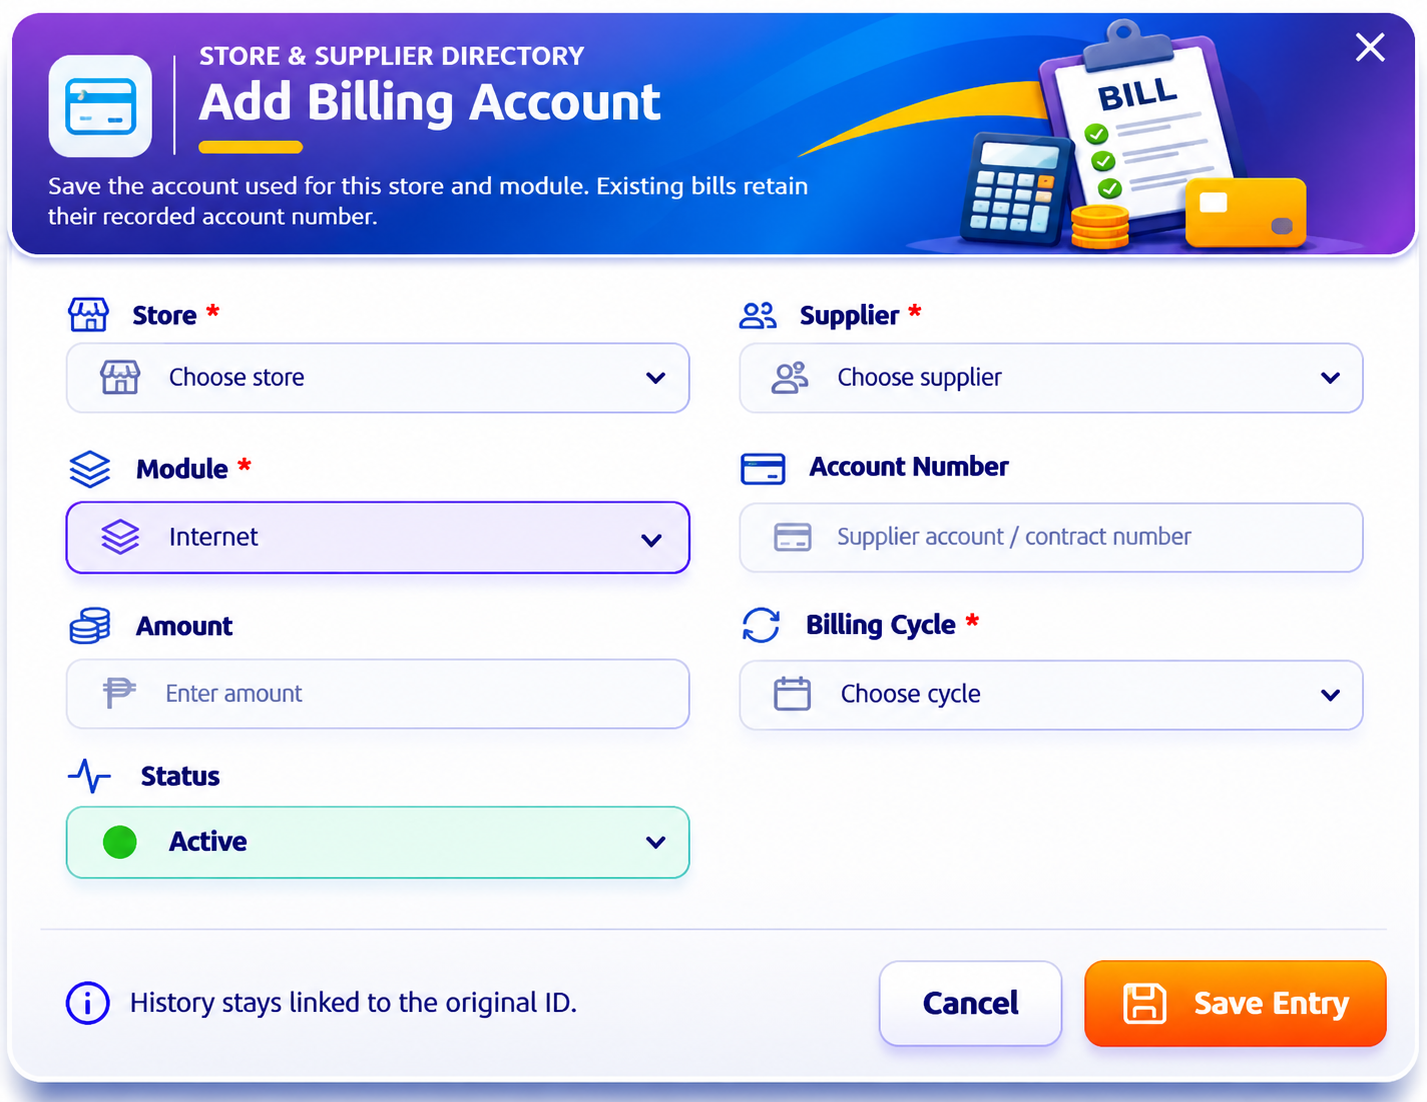 STORE & SUPPLIER DIRECTORY
Add Billing Account
Save the account used for this store and module. Existing bills retain
their recorded account number.
BILL
Store *
Choose store
Supplier *
Choose supplier
Module *
Internet
Account Number
Supplier account / contract number
Amount
₱ Enter amount
Billing Cycle *
Choose cycle
Status
Active
History stays linked to the original ID.
Cancel
Save Entry